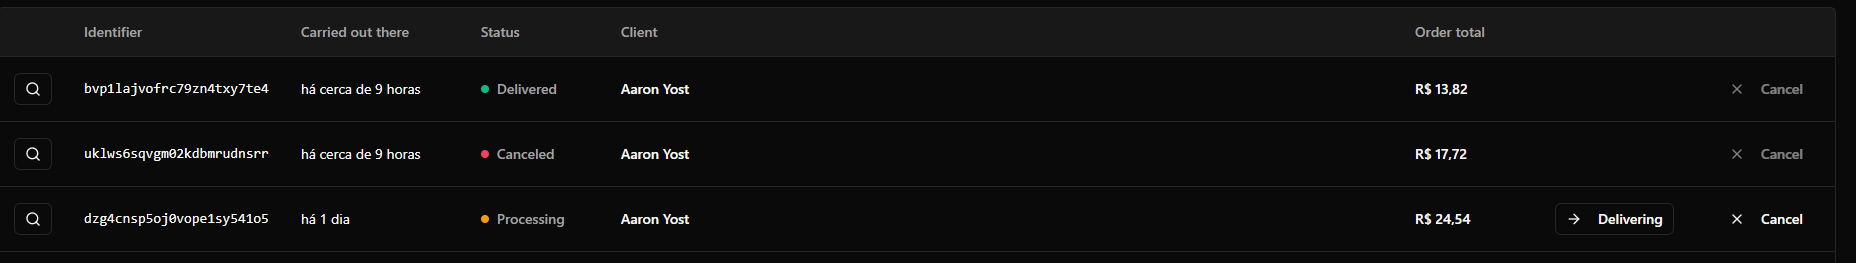 Identifier Carried out there Status Client Order total
bvp1lajvofrc79zn4txy7te4 há cerca de 9 horas Delivered Aaron Yost R$ 13,82 Cancel
uklws6sqvgm02kdbmrudnsrr há cerca de 9 horas Canceled Aaron Yost R$ 17,72 Cancel
dzg4cnsp5oj0vope1sy541o5 há 1 dia Processing Aaron Yost R$ 24,54 Delivering Cancel